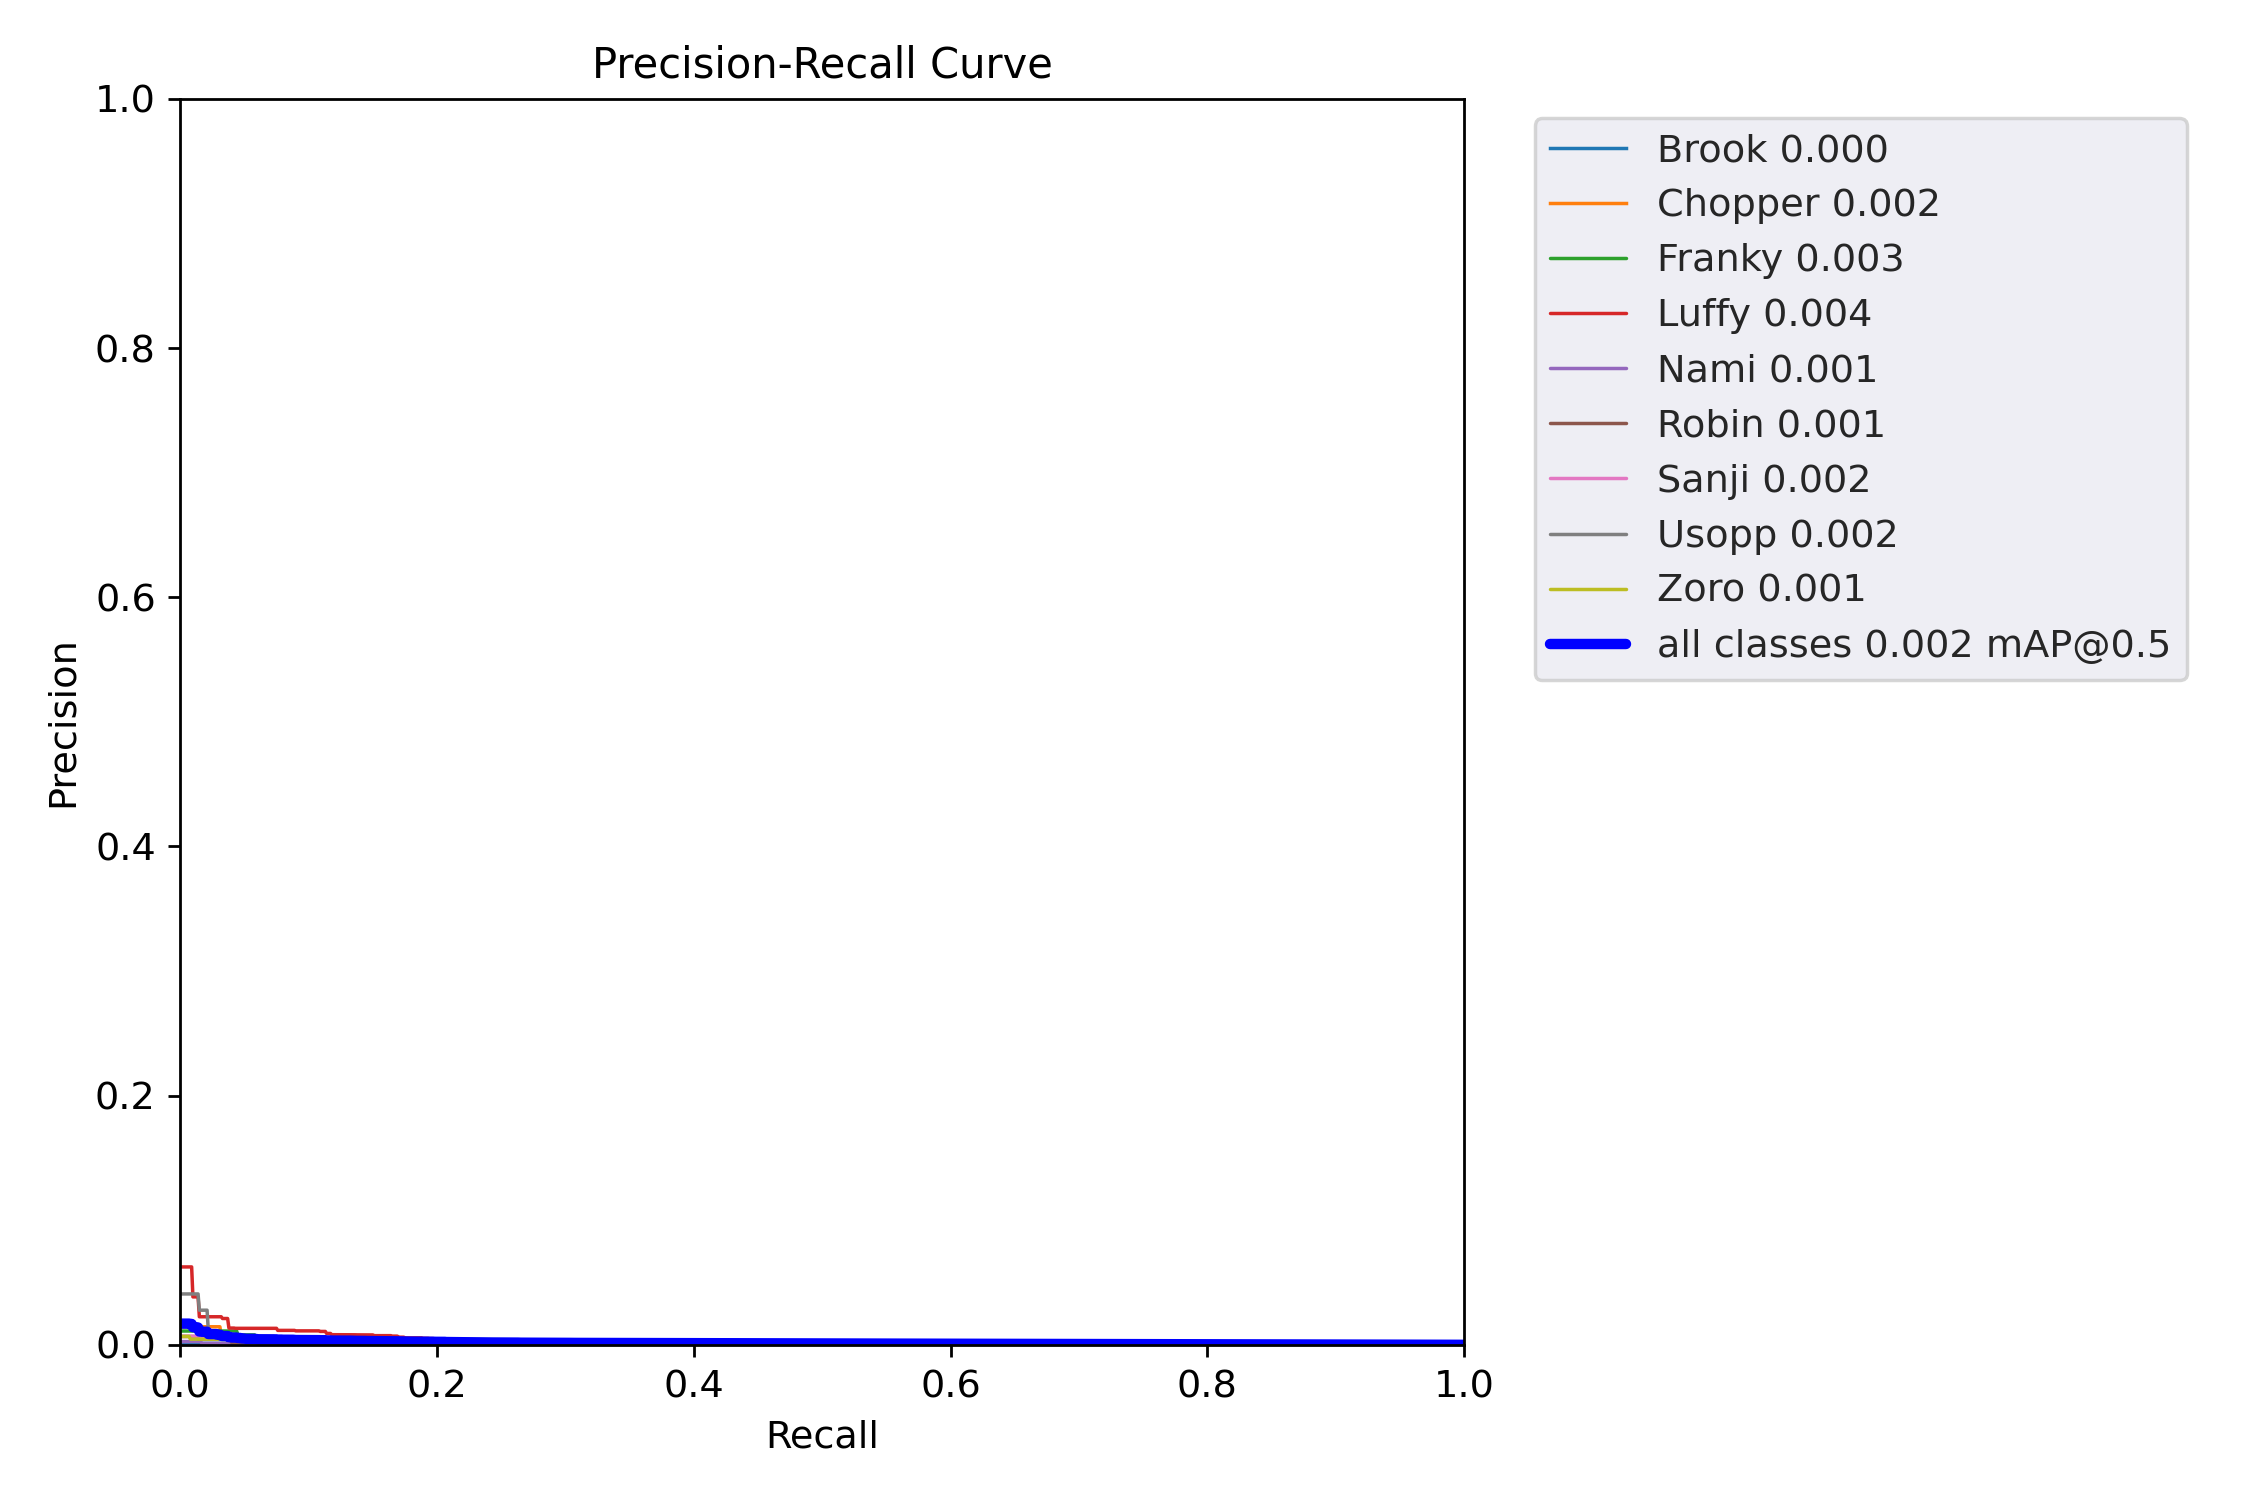 Precision-Recall Curve
1.0
0.8
0.6
0.4
0.2
0.0
Precision
0.0 0.2 0.4 0.6 0.8 1.0
Recall
Brook 0.000
Chopper 0.002
Franky 0.003
Luffy 0.004
Nami 0.001
Robin 0.001
Sanji 0.002
Usopp 0.002
Zoro 0.001
all classes 0.002 mAP@0.5